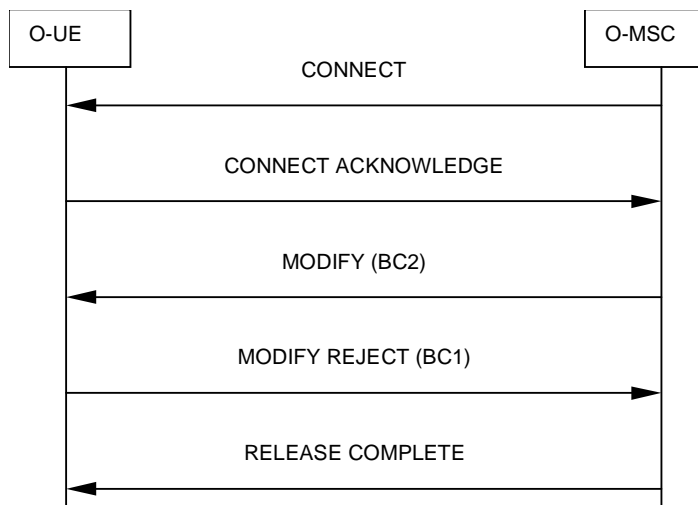 O-UE
O-MSC
CONNECT
CONNECT ACKNOWLEDGE
MODIFY (BC2)
MODIFY REJECT (BC1)
RELEASE COMPLETE